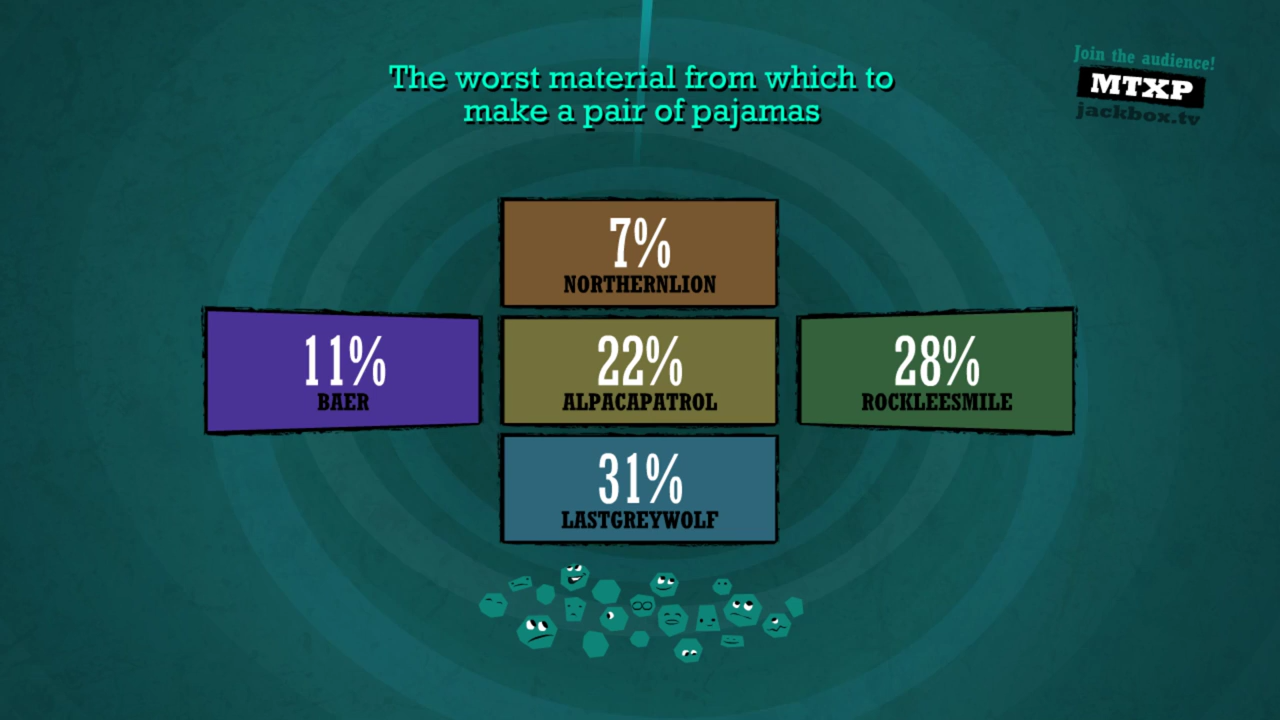 The worst material from which to
make a pair of pajamas
Join the audience!
MTXP
jackbox.tv
7%
NORTHERNLION
11%
BAER
22%
ALPACAPATROL
28%
ROCKLEESMILE
31%
LASTGREYWOLF